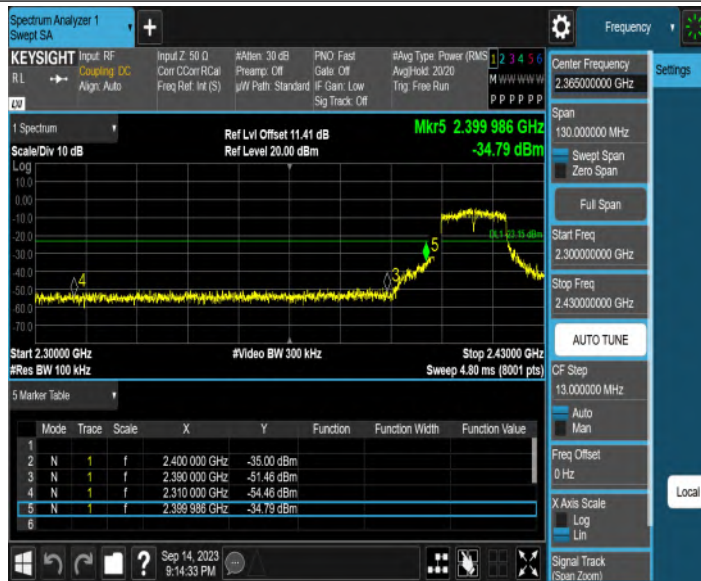 Spectrum Analyzer 1
Swept SA
Frequency
Settings
KEYSIGHT
RL
Input: RF
Coupling: DC
Align: Auto
Input Z: 50 Ω
Corr CCorr RCal
Freq Ref: Int (S)
#Atten: 30 dB
Preamp: Off
µW Path: Standard
PNO: Fast
Gate: Off
IF Gain: Low
Sig Track: Off
#Avg Type: Power (RMS
Avg|Hold: 20/20
Trig: Free Run
1 2 3 4 5 6
M W W W W W
P P P P P P
LXI
1 Spectrum
Scale/Div 10 dB
Ref Lvl Offset 11.41 dB
Ref Level 20.00 dBm
Mkr5 2.399 986 GHz
-34.79 dBm
Log
10.0
0.00
-10.0
-20.0
-30.0
-40.0
-50.0
-60.0
-70.0
DL1 -23.15 dBm
4
3
5
Start 2.30000 GHz
#Res BW 100 kHz
#Video BW 300 kHz
Stop 2.43000 GHz
Sweep 4.80 ms (8001 pts)
5 Marker Table
Mode Trace Scale X Y Function Function Width Function Value
1
2 N 1 f 2.400 000 GHz -35.00 dBm
3 N 1 f 2.390 000 GHz -51.46 dBm
4 N 1 f 2.310 000 GHz -54.46 dBm
5 N 1 f 2.399 986 GHz -34.79 dBm
6
Sep 14, 2023
9:14:33 PM
Center Frequency
2.365000000 GHz
Span
130.000000 MHz
Swept Span
Zero Span
Full Span
Start Freq
2.300000000 GHz
Stop Freq
2.430000000 GHz
AUTO TUNE
CF Step
13.000000 MHz
Auto
Man
Freq Offset
0 Hz
X Axis Scale
Log
Lin
Signal Track
(Span Zoom)
Local